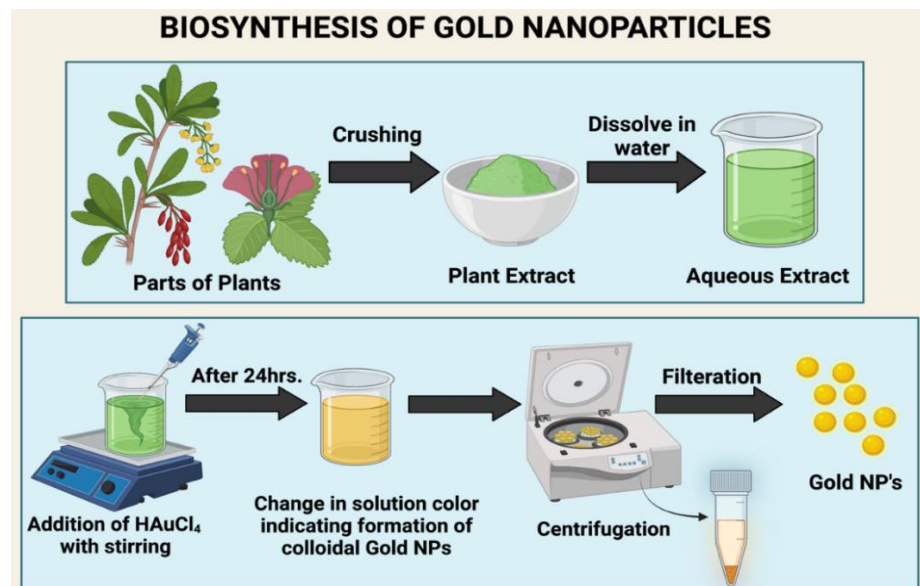 BIOSYNTHESIS OF GOLD NANOPARTICLES
Crushing
Dissolve in
water
Parts of Plants
Plant Extract
Aqueous Extract
After 24hrs.
Filteration
Addition of HAuCl₄
with stirring
Change in solution color
indicating formation of
colloidal Gold NPs
Centrifugation
Gold NP's